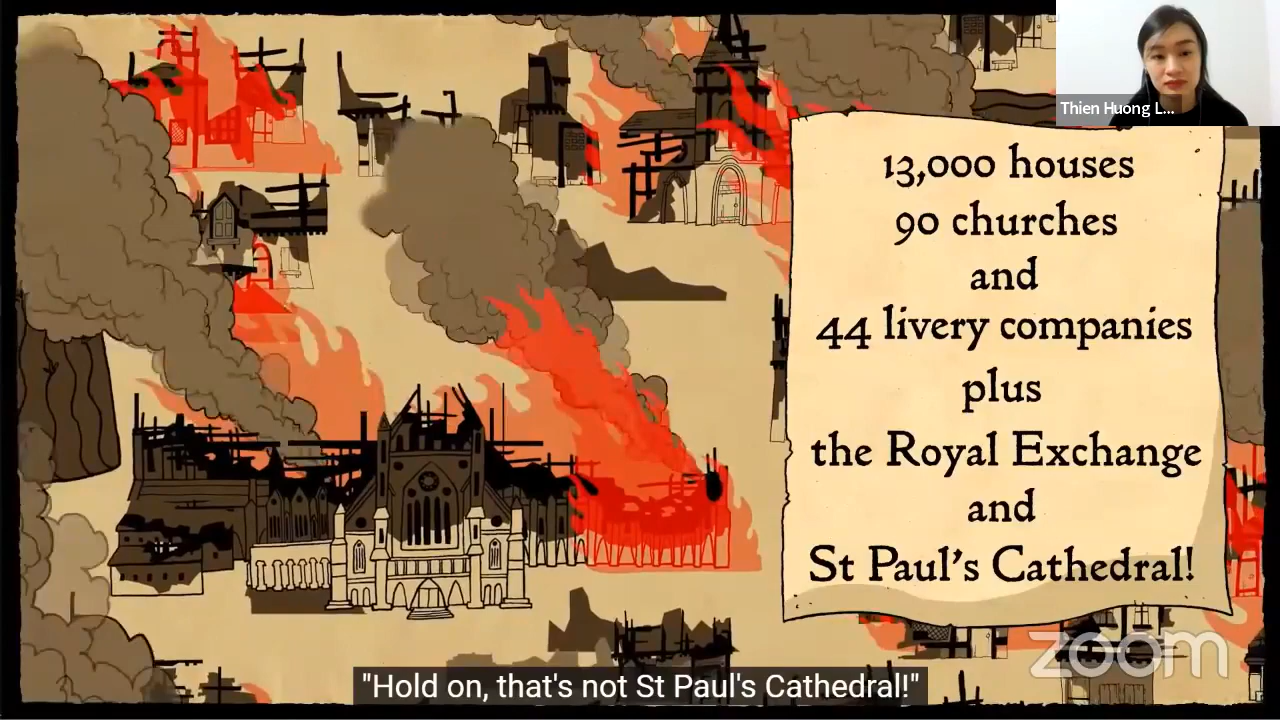 Thien Huong L...
13,000 houses
90 churches
and
44 livery companies
plus
the Royal Exchange
and
St Paul's Cathedral!
zoom
"Hold on, that's not St Paul's Cathedral!"